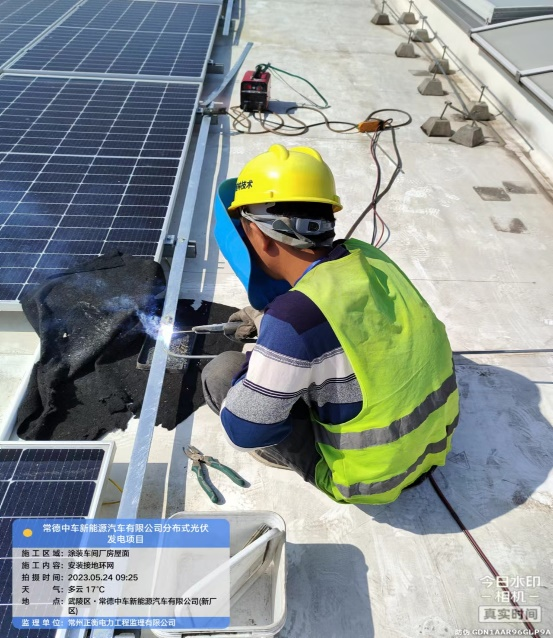 科技术
常德中车新能源汽车有限公司分布式光伏
发电项目
施工区域：涂装车间厂房屋面
施工内容：安装接地环网
拍摄时间：2023.05.24 09:25
天　气：多云 17℃
地　点：武陵区·常德中车新能源汽车有限公司(新厂
区)
监理单位：常州正衡电力工程监理有限公司
今日水印
相机
真实时间